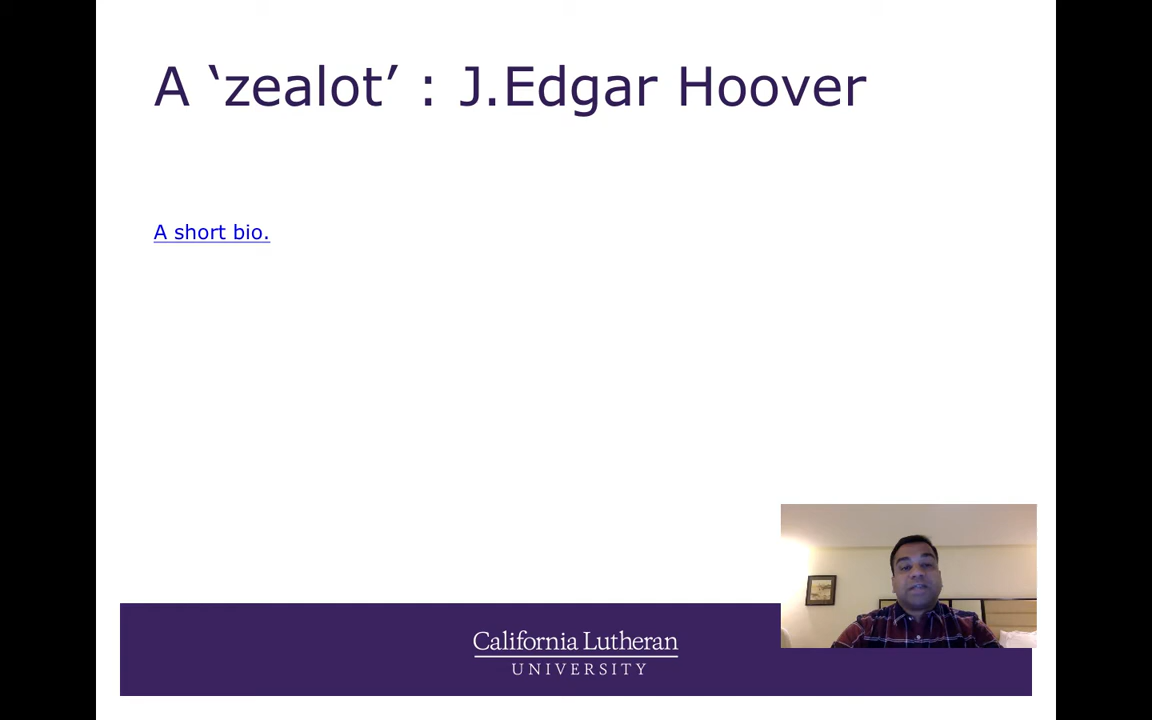 A ‘zealot’ : J.Edgar Hoover
A short bio.
California Lutheran
UNIVERSITY